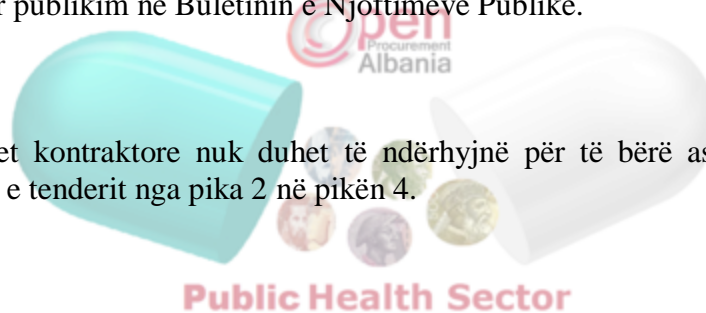 r publikim në Buletinin e Njoftimeve Publike.
Open
Procurement
Albania
et kontraktore nuk duhet të ndërhyjnë për të bërë as
e tenderit nga pika 2 në pikën 4.
Public Health Sector